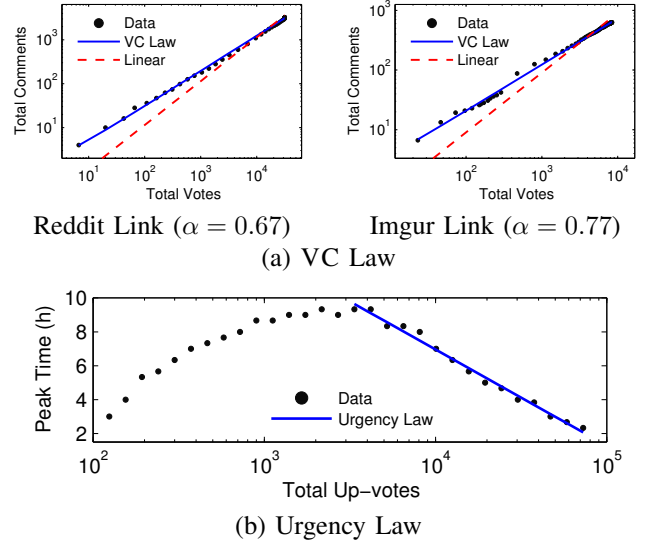 Total Comments
10^3
10^2
10^1
Data
VC Law
Linear
10^1
10^2
10^3
10^4
Total Votes
Total Comments
10^3
10^2
10^1
Data
VC Law
Linear
10^2
10^3
10^4
Total Votes
Reddit Link (α = 0.67)
Imgur Link (α = 0.77)
(a) VC Law
Peak Time (h)
10
8
6
4
2
Data
Urgency Law
10^2
10^3
10^4
10^5
Total Up−votes
(b) Urgency Law